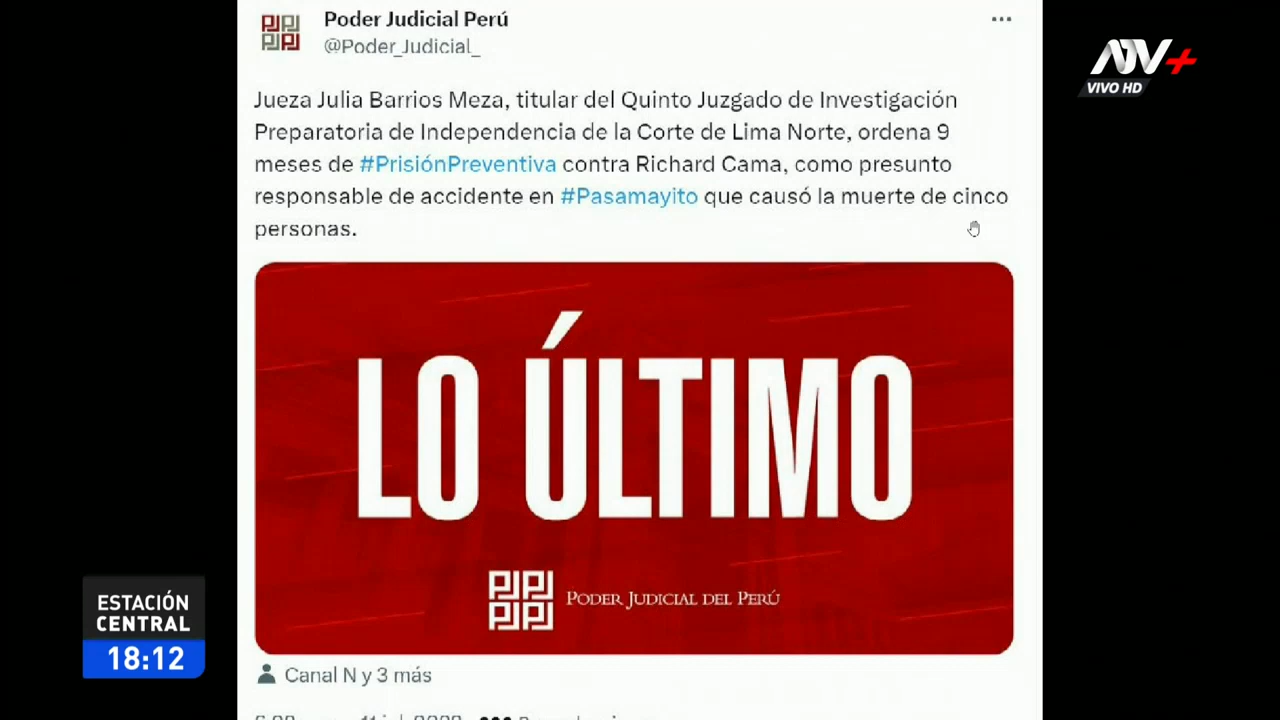 Poder Judicial Perú
@Poder_Judicial_
ATV+
VIVO HD
Jueza Julia Barrios Meza, titular del Quinto Juzgado de Investigación
Preparatoria de Independencia de la Corte de Lima Norte, ordena 9
meses de #PrisiónPreventiva contra Richard Cama, como presunto
responsable de accidente en #Pasamayito que causó la muerte de cinco
personas.
LO ÚLTIMO
PODER JUDICIAL DEL PERÚ
ESTACIÓN
CENTRAL
18:12
Canal N y 3 más